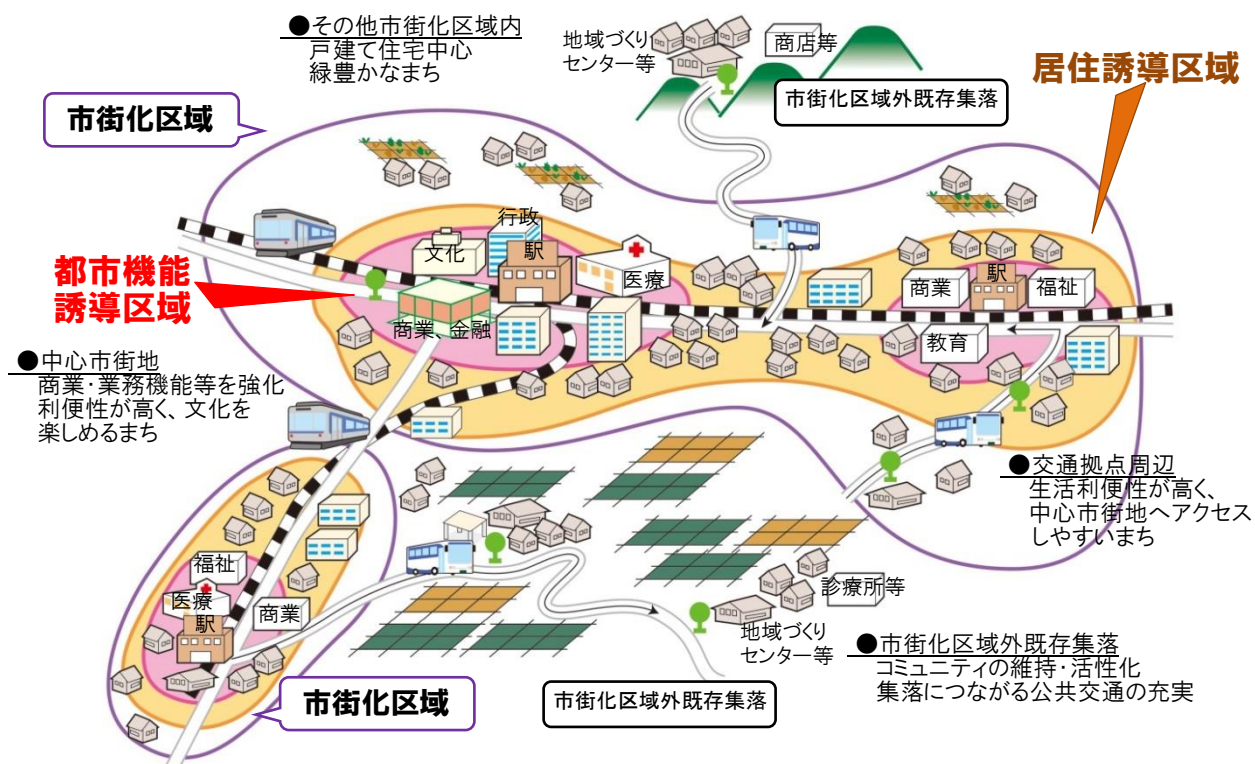 ●その他市街化区域内
戸建て住宅中心
緑豊かなまち
地域づくり
センター等
商店等
市街化区域外既存集落
居住誘導区域
市街化区域
行政
文化
駅
医療
商業、金融
都市機能
誘導区域
駅
商業
福祉
教育
●中心市街地
商業・業務機能等を強化
利便性が高く、文化を
楽しめるまち
●交通拠点周辺
生活利便性が高く、
中心市街地へアクセス
しやすいまち
福祉
医療
駅
商業
市街化区域
診療所等
地域づくり
センター等
市街化区域外既存集落
●市街化区域外既存集落
コミュニティの維持・活性化
集落につながる公共交通の充実